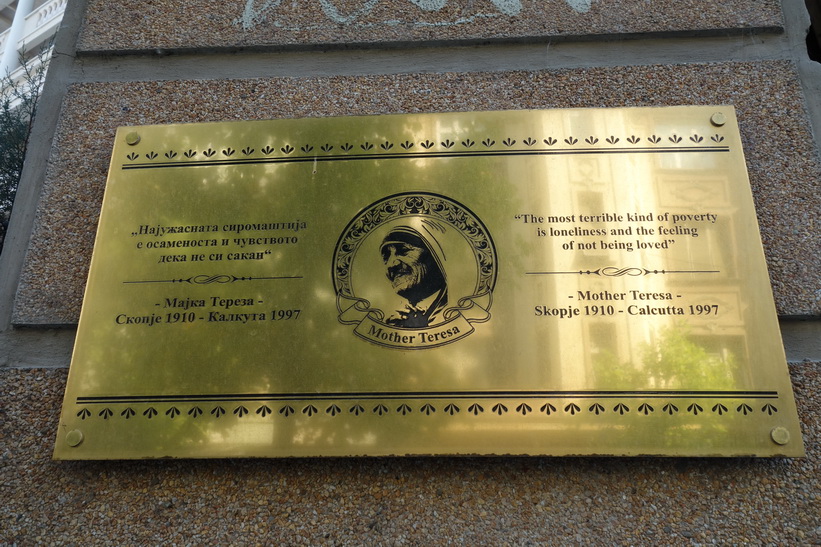 „Најужасната сиромаштија
е осаменоста и чувството
дека не си сакан“
- Мајка Тереза -
Скопје 1910 - Калкута 1997
Mother Teresa
“The most terrible kind of poverty
is loneliness and the feeling
of not being loved”
- Mother Teresa -
Skopje 1910 - Calcutta 1997